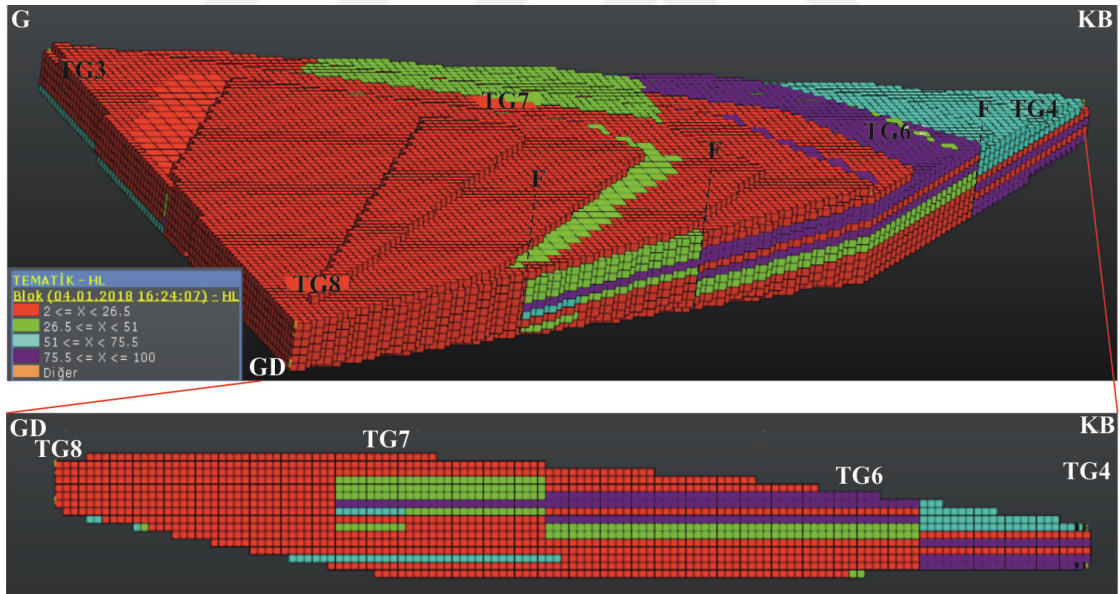 G KB
TG3
TG7
F TG4
TG6
F
F
TG8
TEMATİK - HL
Blok (04.01.2018 16:24:07) - HL
2 <= X < 26.5
26.5 <= X < 51
51 <= X < 75.5
75.5 <= X <= 100
Diğer
GD
GD KB
TG8 TG7 TG6 TG4